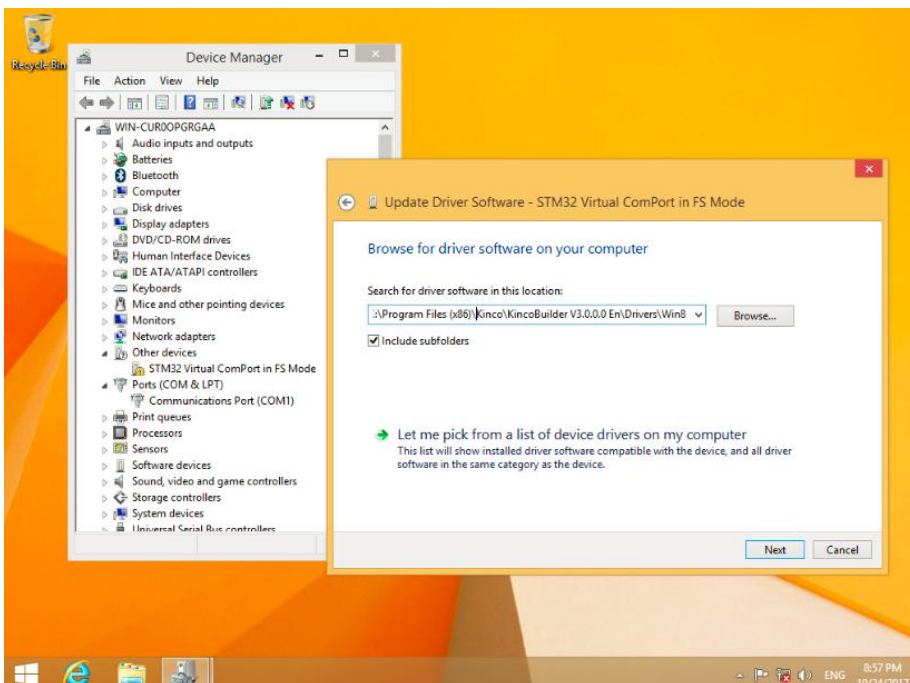 Recycle Bin
Device Manager
File Action View Help
WIN-CUR0OPGRGAA
Audio inputs and outputs
Batteries
Bluetooth
Computer
Disk drives
Display adapters
DVD/CD-ROM drives
Human Interface Devices
IDE ATA/ATAPI controllers
Keyboards
Mice and other pointing devices
Monitors
Network adapters
Other devices
STM32 Virtual ComPort in FS Mode
Ports (COM & LPT)
Communications Port (COM1)
Print queues
Processors
Sensors
Software devices
Sound, video and game controllers
Storage controllers
System devices
Universal Serial Bus controllers
Update Driver Software - STM32 Virtual ComPort in FS Mode
Browse for driver software on your computer
Search for driver software in this location:
:\Program Files (x86)\Kinco\KincoBuilder V3.0.0.0 En\Drivers\Win8
Browse...
Include subfolders
Let me pick from a list of device drivers on my computer
This list will show installed driver software compatible with the device, and all driver
software in the same category as the device.
Next Cancel
ENG
8:57 PM
10/24/2017